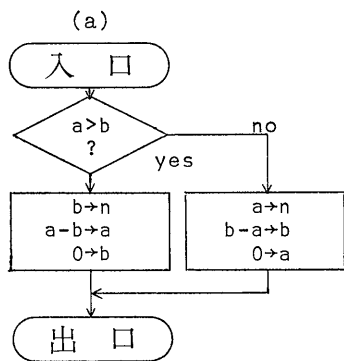 (a)
入 口
a>b
?
no
yes
b→n
a-b→a
0→b
a→n
b-a→b
0→a
出 口